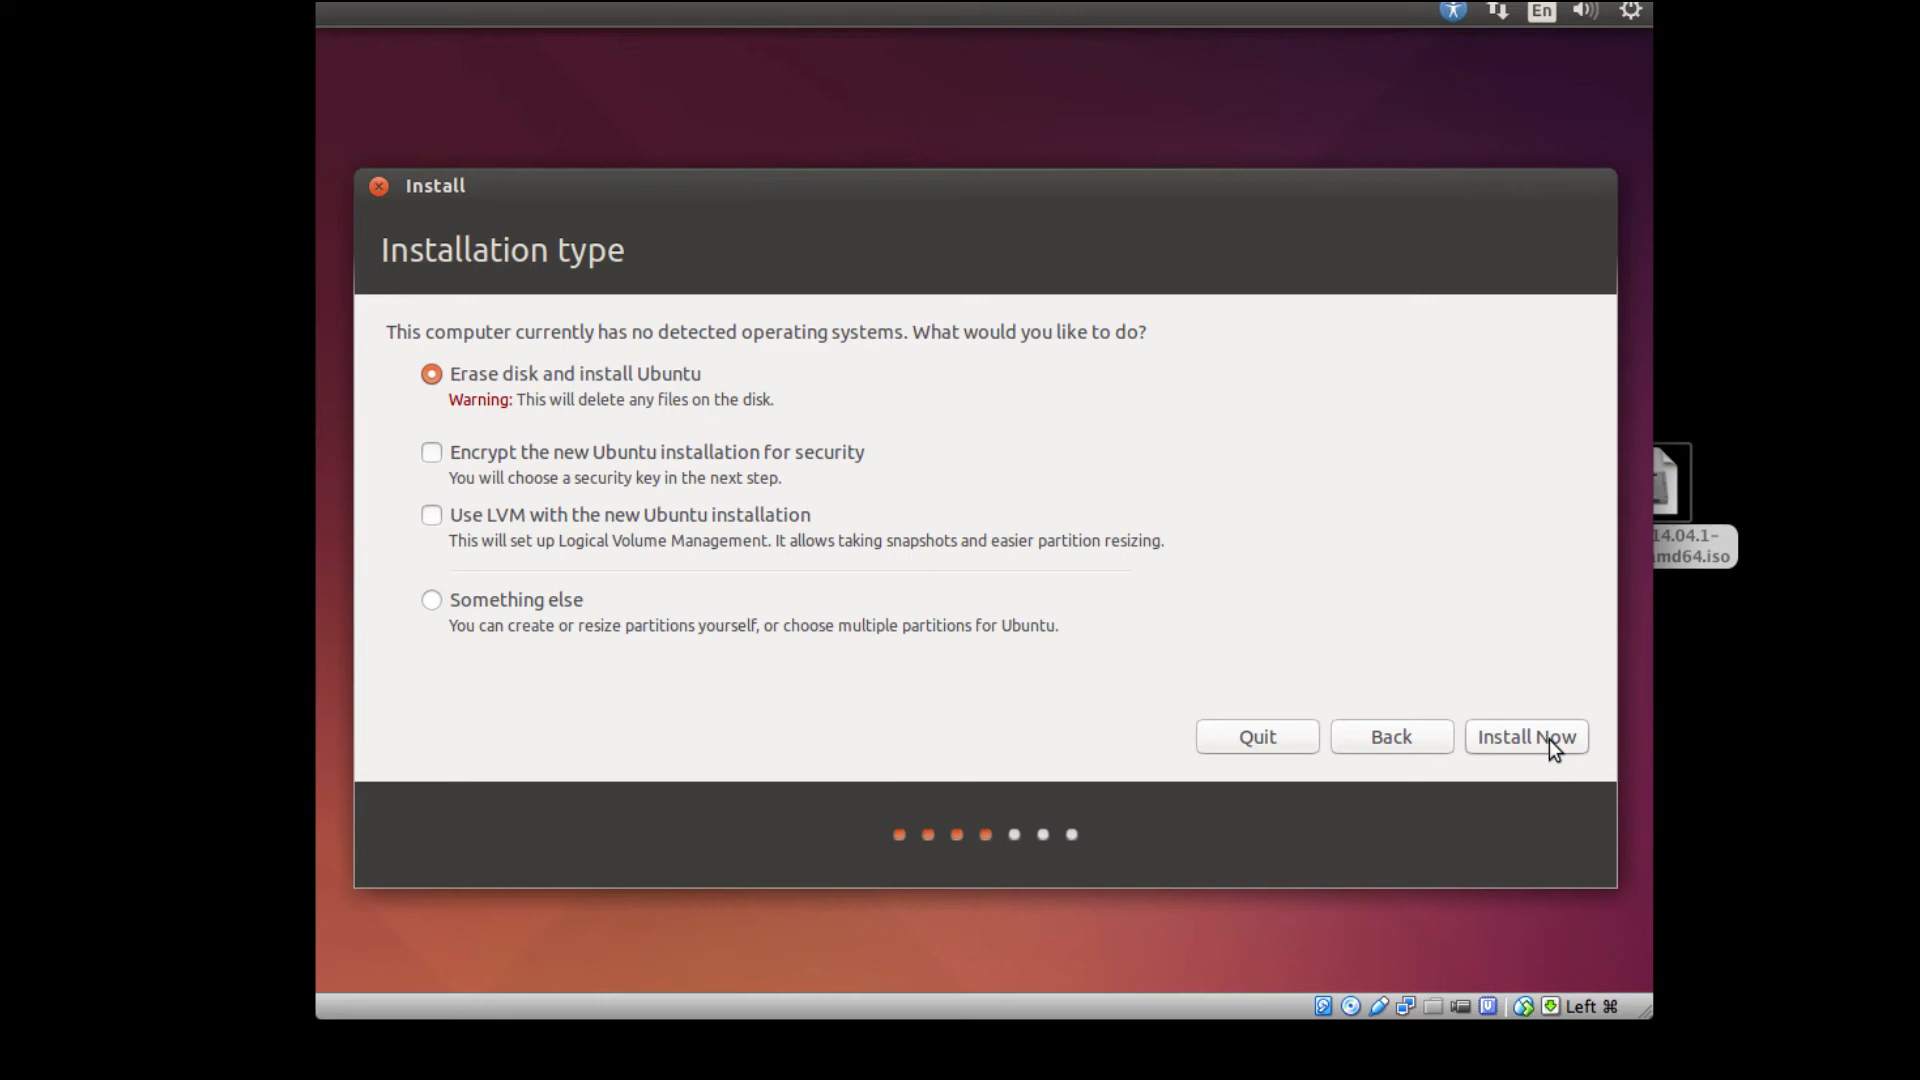 En
Install
Installation type
This computer currently has no detected operating systems. What would you like to do?
Erase disk and install Ubuntu
Warning: This will delete any files on the disk.
Encrypt the new Ubuntu installation for security
You will choose a security key in the next step.
Use LVM with the new Ubuntu installation
This will set up Logical Volume Management. It allows taking snapshots and easier partition resizing.
14.04.1-
md64.iso
Something else
You can create or resize partitions yourself, or choose multiple partitions for Ubuntu.
Quit
Back
Install Now
Left ⌘